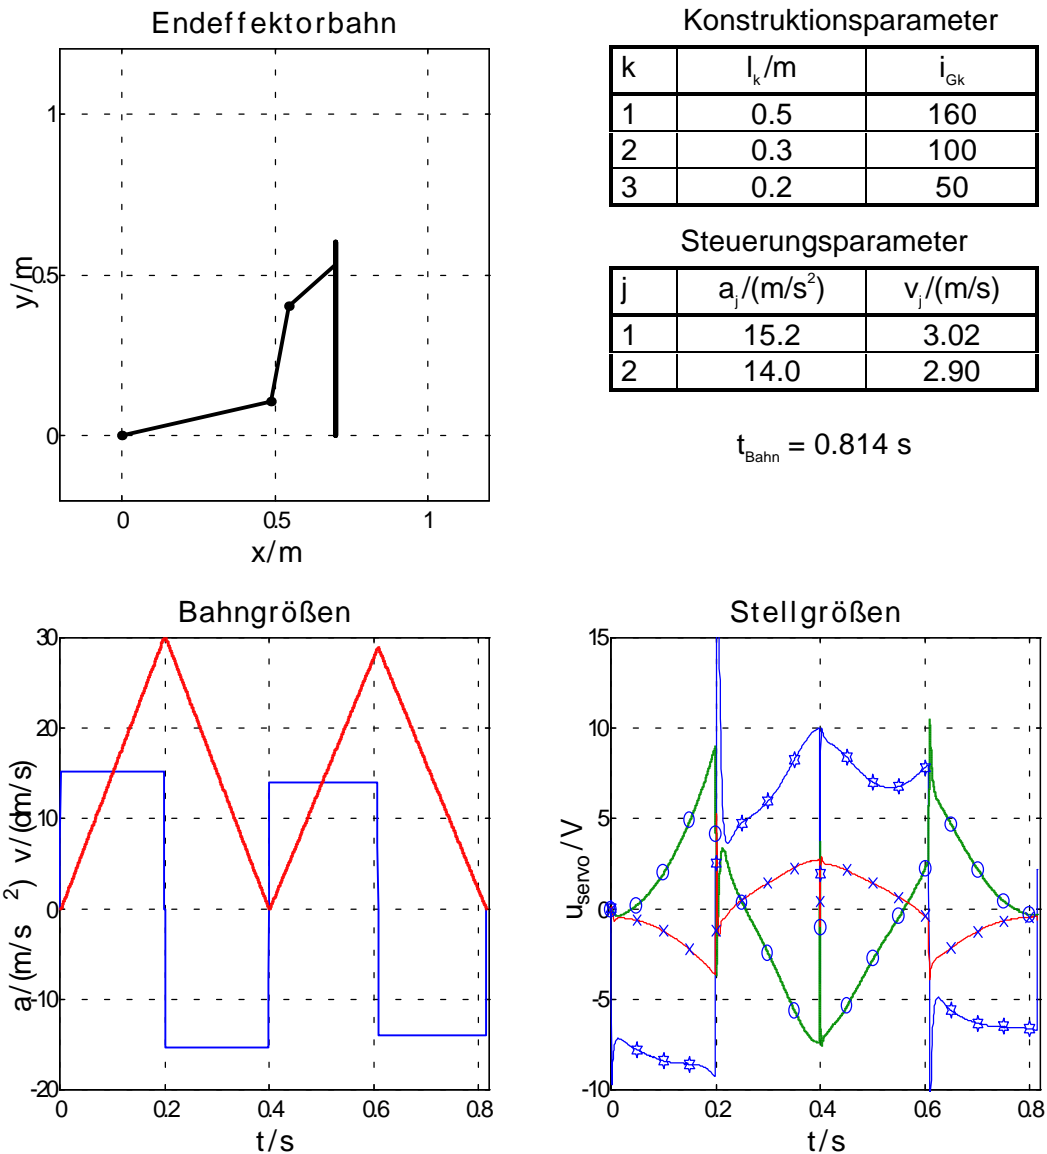 Endeffektorbahn
1
0.5
0
0
0.5
1
y/m
x/m
Konstruktionsparameter
k l_k/m i_Gk
1 0.5 160
2 0.3 100
3 0.2 50
Steuerungsparameter
j a_j/(m/s²) v_j/(m/s)
1 15.2 3.02
2 14.0 2.90
t_Bahn = 0.814 s
Bahngrößen
30
20
10
0
-10
-20
0 0.2 0.4 0.6 0.8
a/(m/s²) v/(dm/s)
t/s
Stellgrößen
15
10
5
0
-5
-10
0 0.2 0.4 0.6 0.8
u_servo/V
t/s